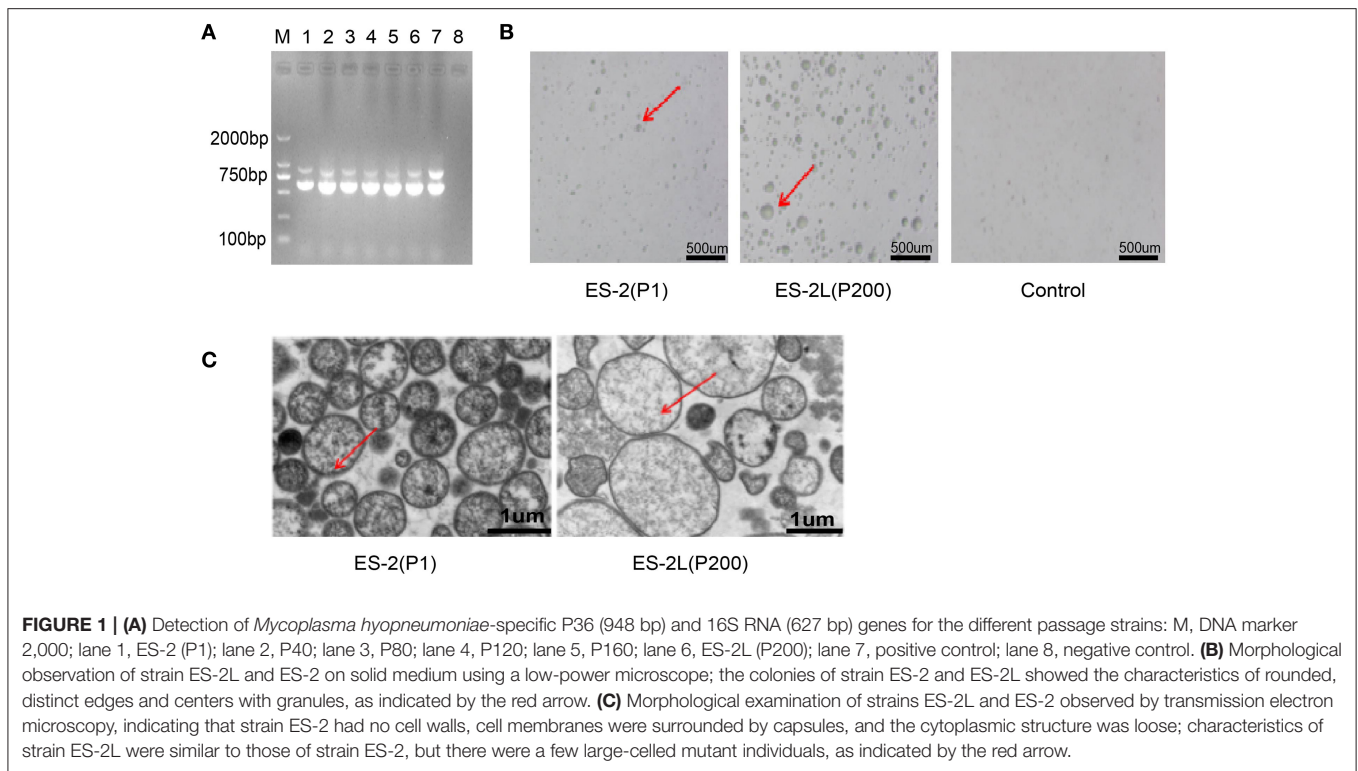 A
M 1 2 3 4 5 6 7 8
2000bp
750bp
100bp
B
500um 500um 500um
ES-2(P1) ES-2L(P200) Control
C
1um 1um
ES-2(P1) ES-2L(P200)
FIGURE 1 | (A) Detection of Mycoplasma hyopneumoniae-specific P36 (948 bp) and 16S RNA (627 bp) genes for the different passage strains: M, DNA marker
2,000; lane 1, ES-2 (P1); lane 2, P40; lane 3, P80; lane 4, P120; lane 5, P160; lane 6, ES-2L (P200); lane 7, positive control; lane 8, negative control. (B) Morphological
observation of strain ES-2L and ES-2 on solid medium using a low-power microscope; the colonies of strain ES-2 and ES-2L showed the characteristics of rounded,
distinct edges and centers with granules, as indicated by the red arrow. (C) Morphological examination of strains ES-2L and ES-2 observed by transmission electron
microscopy, indicating that strain ES-2 had no cell walls, cell membranes were surrounded by capsules, and the cytoplasmic structure was loose; characteristics of
strain ES-2L were similar to those of strain ES-2, but there were a few large-celled mutant individuals, as indicated by the red arrow.